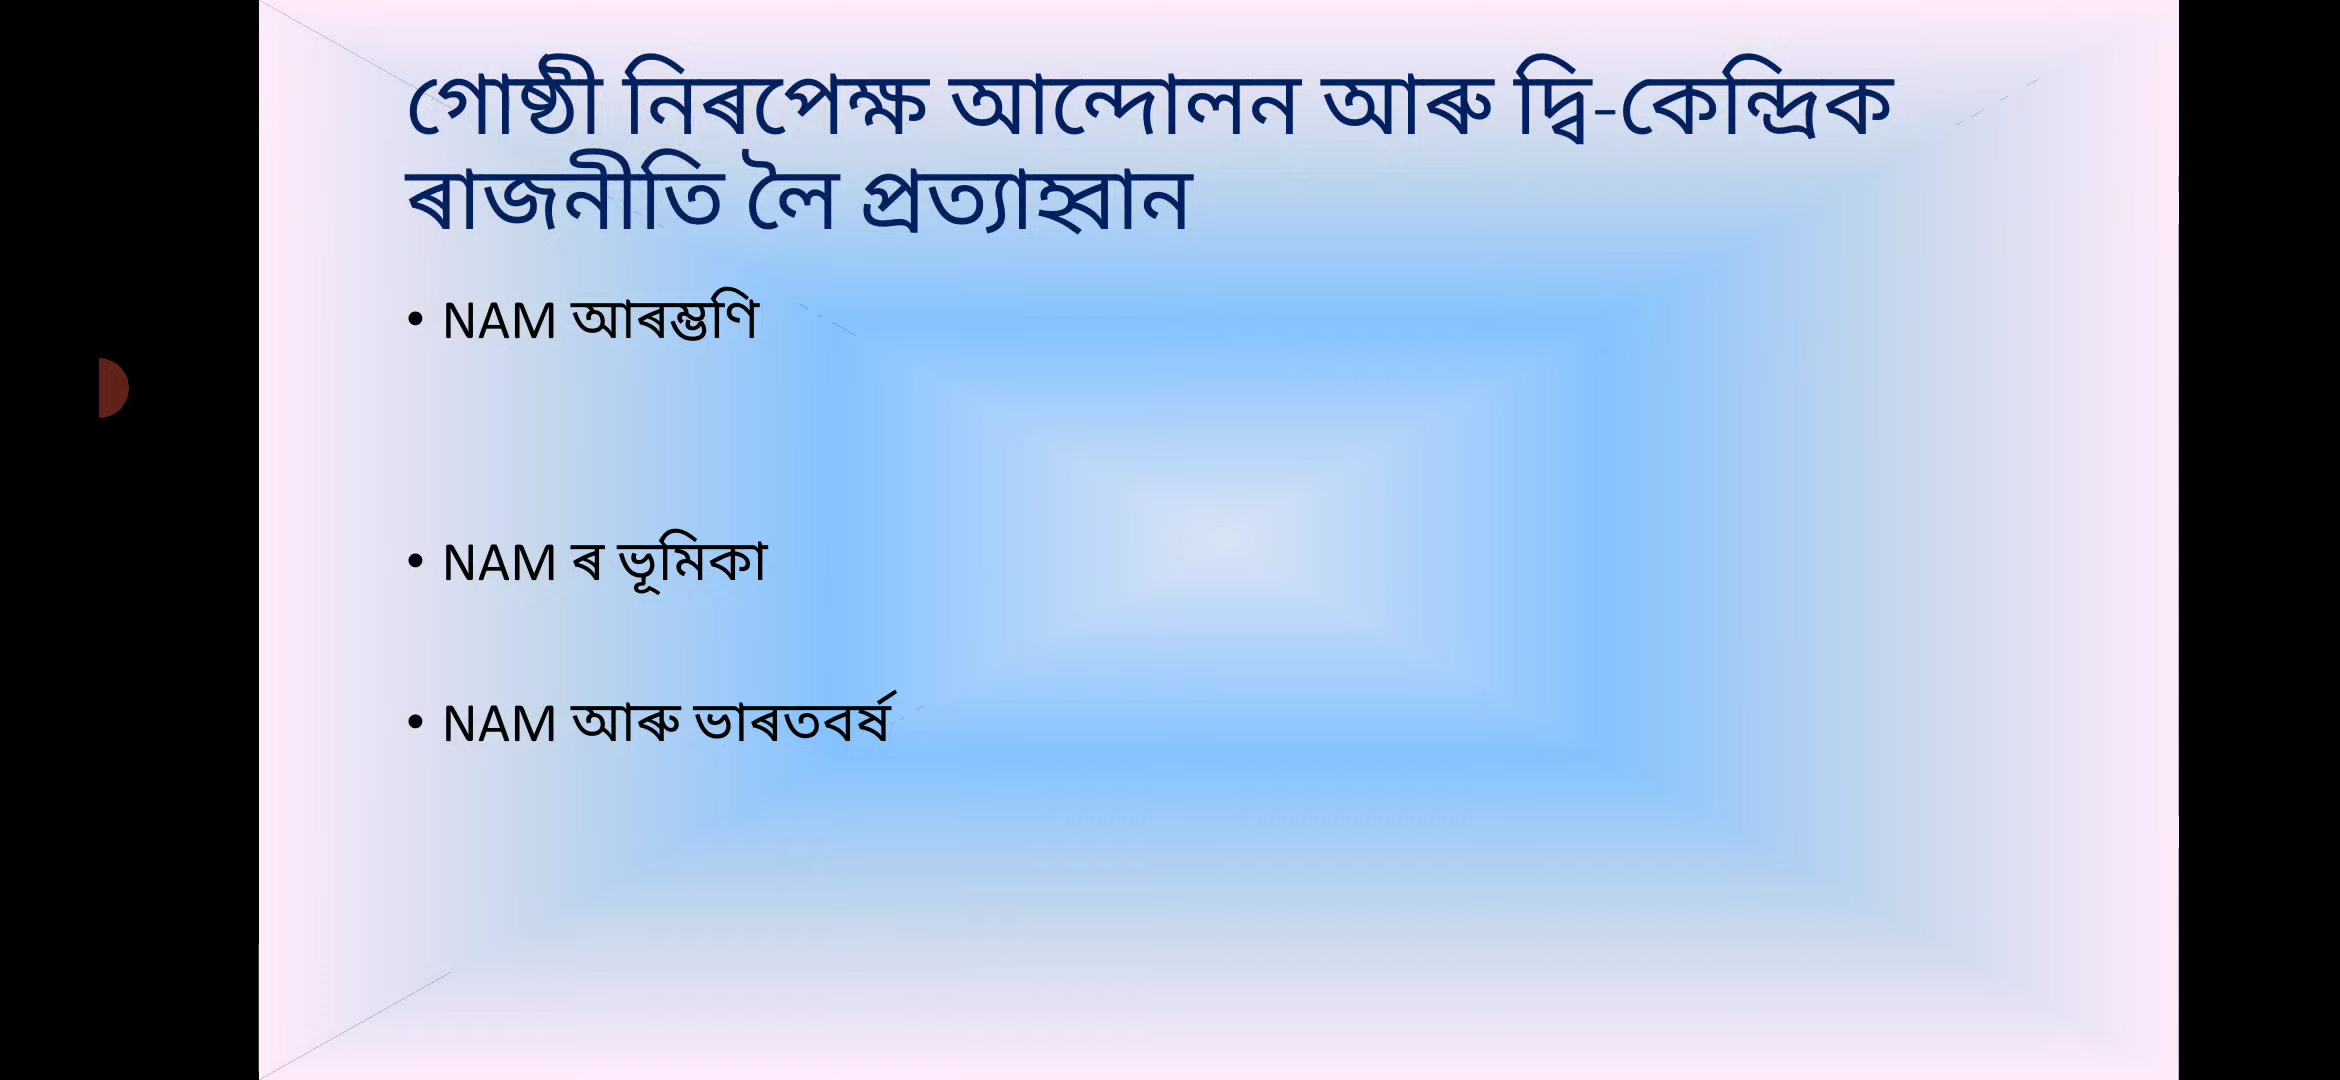 গোষ্ঠী নিৰপেক্ষ আন্দোলন আৰু দ্বি-কেন্দ্ৰিক
ৰাজনীতি লৈ প্ৰত্যাহ্বান
• NAM আৰম্ভণি
• NAM ৰ ভূমিকা
• NAM আৰু ভাৰতবৰ্ষ